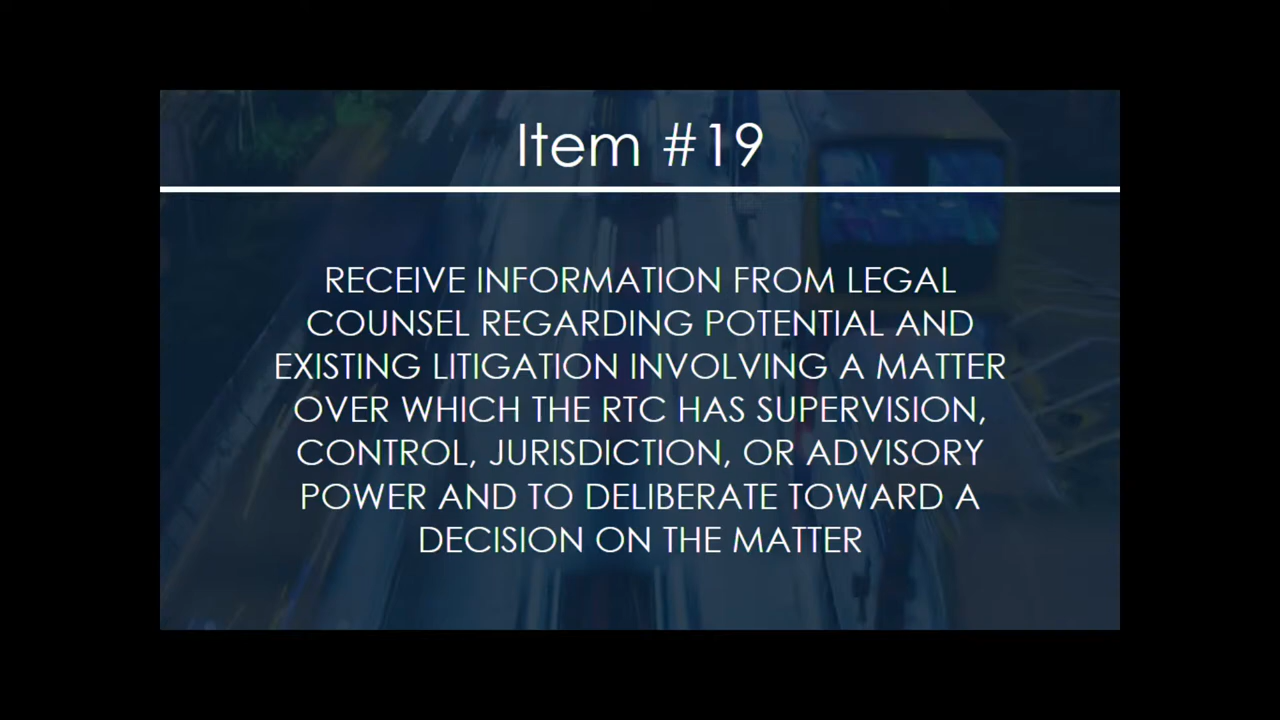 Item #19
RECEIVE INFORMATION FROM LEGAL
COUNSEL REGARDING POTENTIAL AND
EXISTING LITIGATION INVOLVING A MATTER
OVER WHICH THE RTC HAS SUPERVISION,
CONTROL, JURISDICTION, OR ADVISORY
POWER AND TO DELIBERATE TOWARD A
DECISION ON THE MATTER